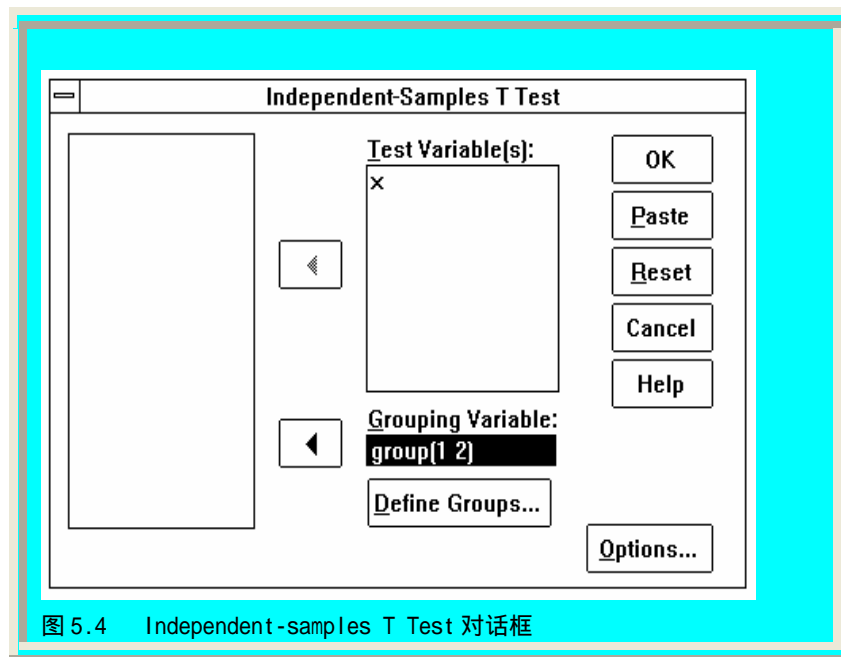 Independent-Samples T Test
Test Variable(s):
x
OK
Paste
Reset
Cancel
Help
Grouping Variable:
group(1 2)
Define Groups...
Options...
图 5.4 Independent-samples T Test 对话框